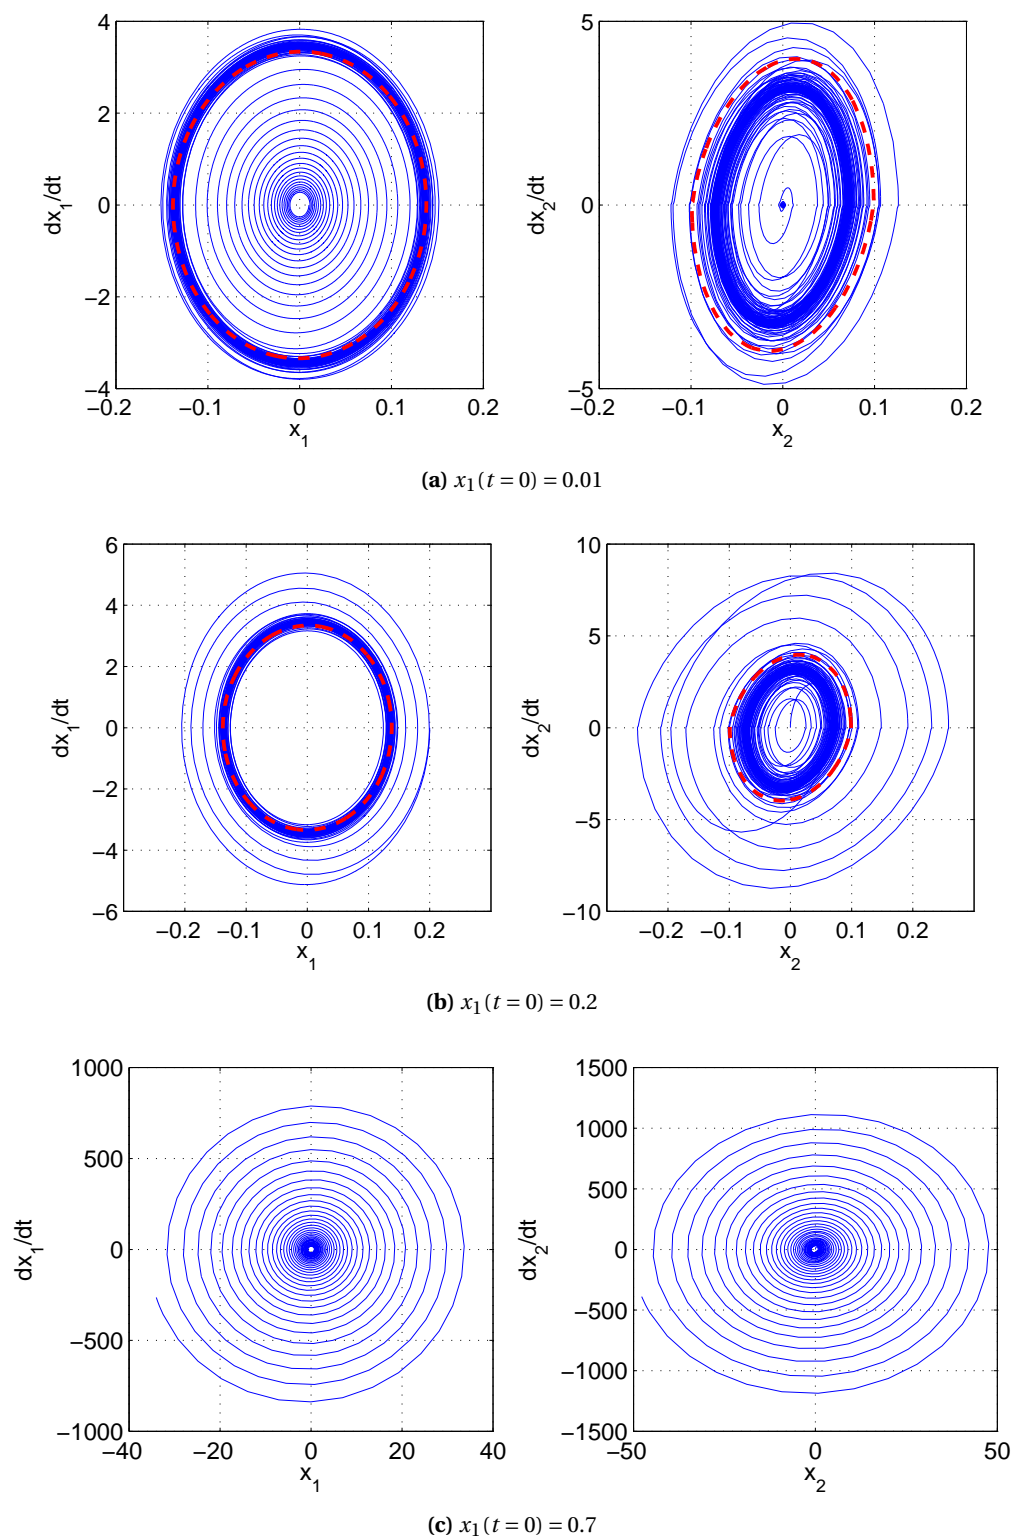 4
2
0
−2
−4
−0.2 −0.1 0 0.1 0.2
x1
dx1/dt
5
0
−5
−0.2 −0.1 0 0.1 0.2
x2
dx2/dt
(a) x1(t = 0) = 0.01
6
4
2
0
−2
−4
−6
−0.2 −0.1 0 0.1 0.2
x1
dx1/dt
10
5
0
−5
−10
−0.2 −0.1 0 0.1 0.2
x2
dx2/dt
(b) x1(t = 0) = 0.2
1000
500
0
−500
−1000
−40 −20 0 20 40
x1
dx1/dt
1500
1000
500
0
−500
−1000
−1500
−50 0 50
x2
dx2/dt
(c) x1(t = 0) = 0.7